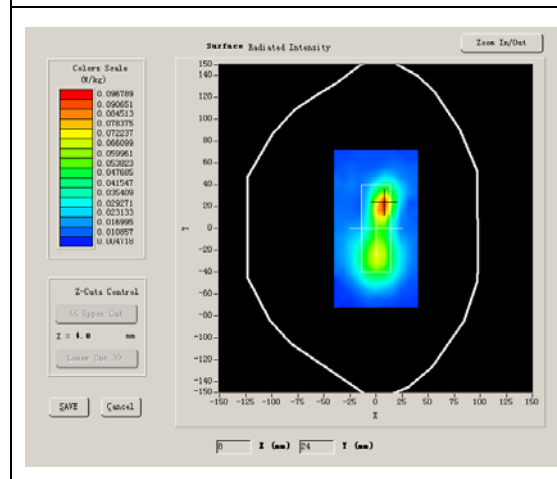 Surface Radiated Intensity
Zoom In/Out
Colors Scale
(W/kg)
0.096789
0.090651
0.084513
0.078375
0.072237
0.066099
0.059961
0.053823
0.047685
0.041547
0.035409
0.029271
0.023133
0.016995
0.010857
0.004718
Z-Cuts Control
<< Upper Cut
Z = 4.0 mm
Lower Cut >>
SAVE
Cancel
150
140
120
100
80
60
40
20
0
-20
-40
-60
-80
-100
-120
-140
-150
Y
-150 -125 -100 -75 -50 -25 0 25 50 75 100 125 150
X
8 X (mm) 24 Y (mm)